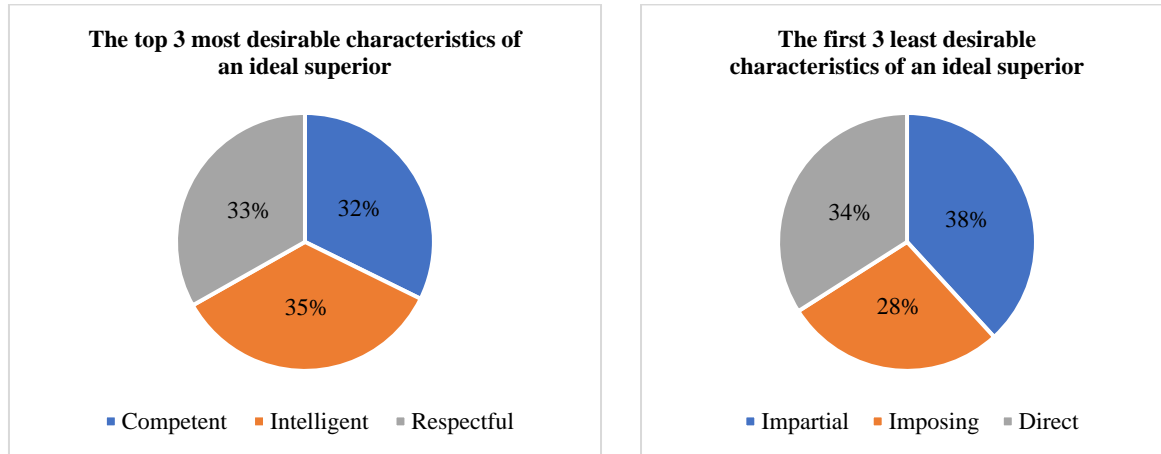 The top 3 most desirable characteristics of
an ideal superior
33%
32%
35%
Competent Intelligent Respectful
The first 3 least desirable
characteristics of an ideal superior
34%
38%
28%
Impartial Imposing Direct